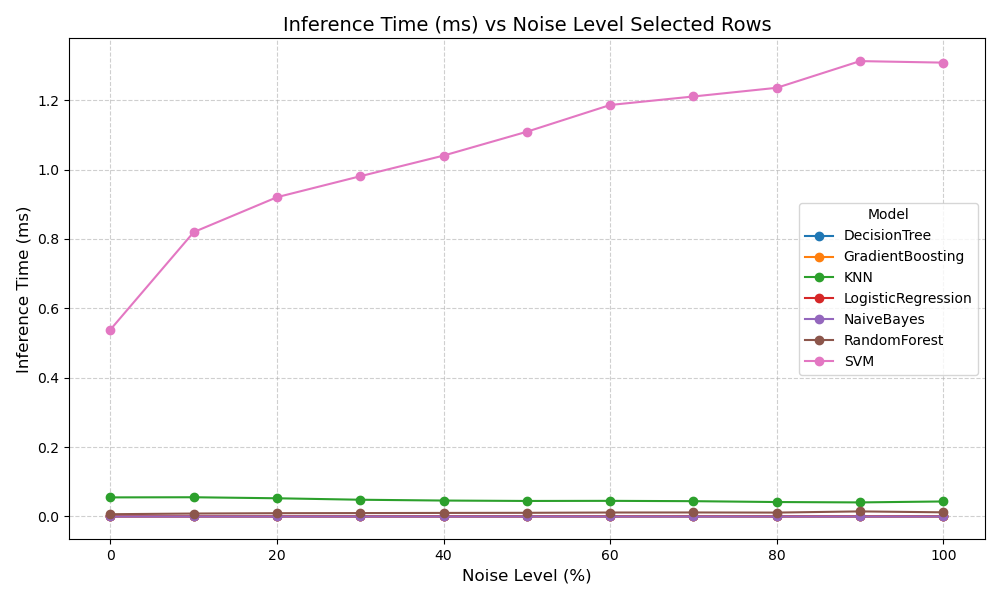 Inference Time (ms) vs Noise Level Selected Rows
Inference Time (ms)
1.2
1.0
0.8
0.6
0.4
0.2
0.0
0 20 40 60 80 100
Noise Level (%)
Model
DecisionTree
GradientBoosting
KNN
LogisticRegression
NaiveBayes
RandomForest
SVM